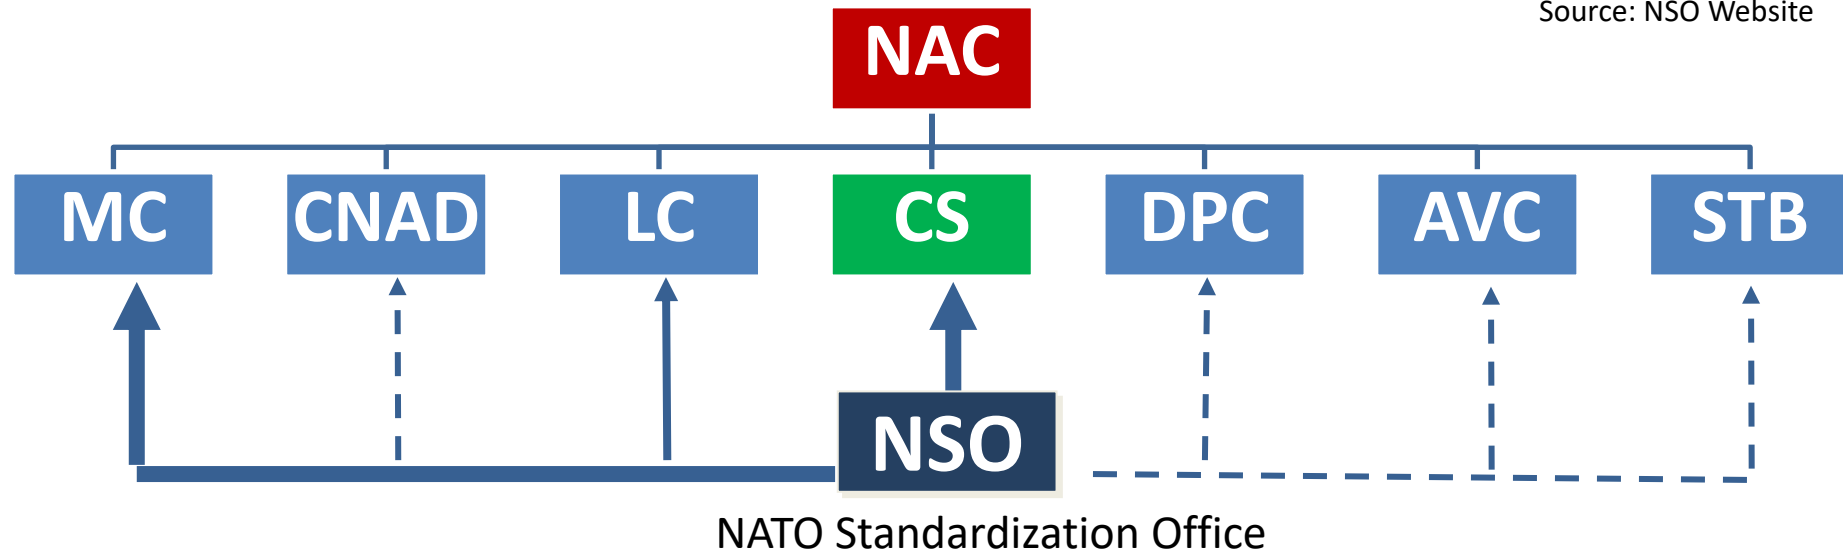 Source: NSO Website
NAC
MC CNAD LC CS DPC AVC STB
NSO
NATO Standardization Office